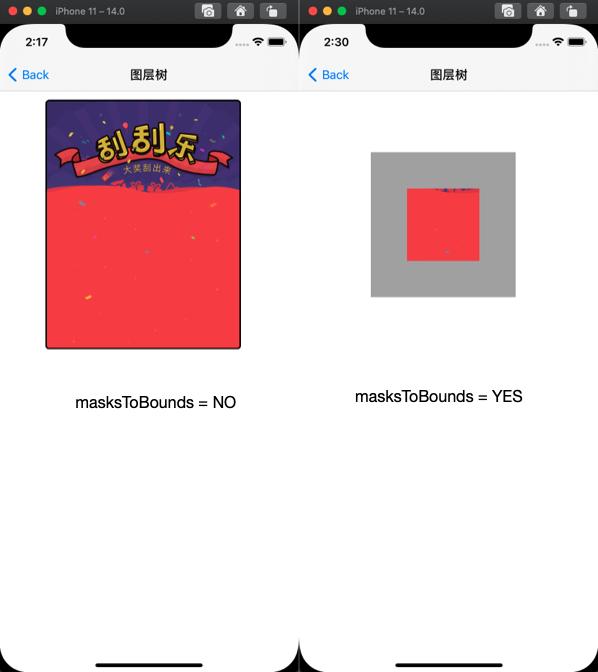 iPhone 11 – 14.0
2:17
Back
图层树
刮刮乐
大奖刮出来
masksToBounds = NO
iPhone 11 – 14.0
2:30
Back
图层树
masksToBounds = YES